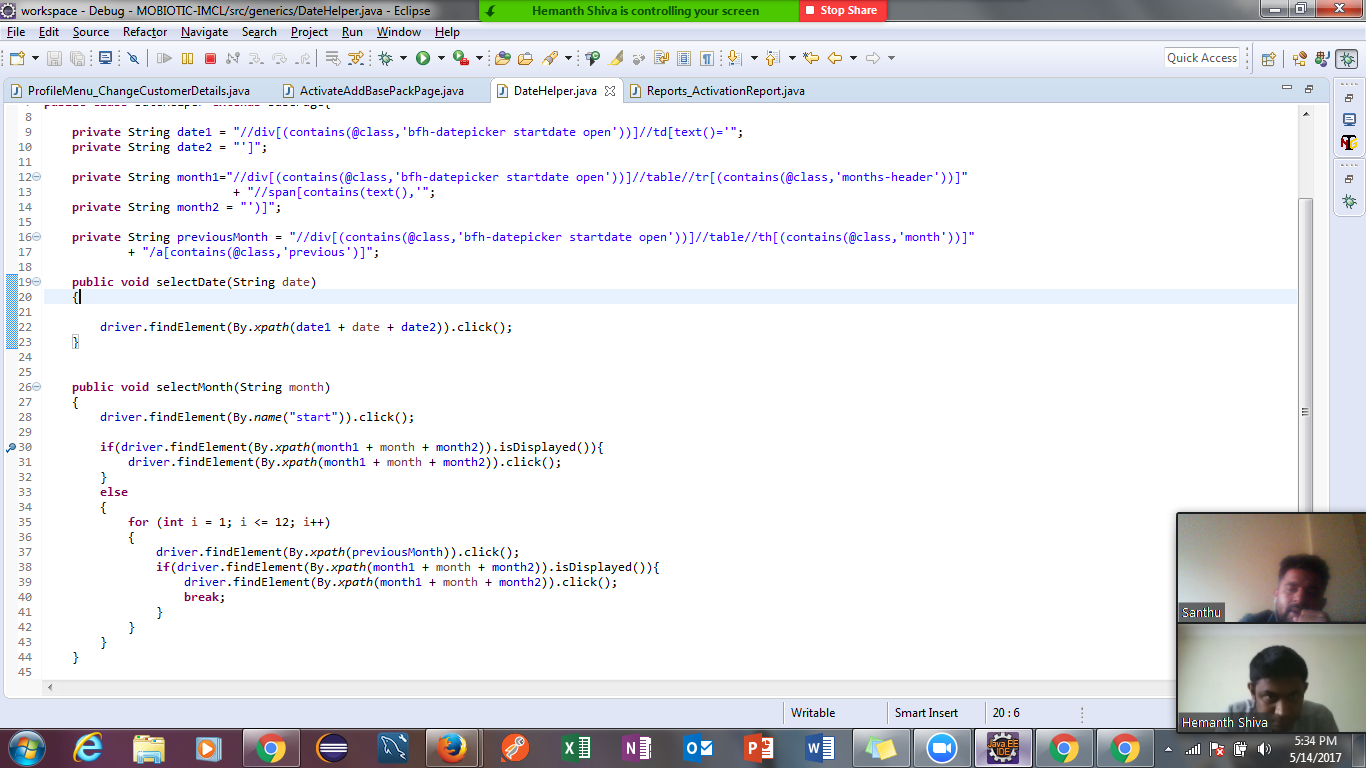 workspace - Debug - MOBIOTIC-IMCL/src/generics/DateHelper.java - Eclipse
Hemanth Shiva is controlling your screen
Stop Share
File Edit Source Refactor Navigate Search Project Run Window Help
Quick Access
ProfileMenu_ChangeCustomerDetails.java ActivateAddBasePackPage.java DateHelper.java Reports_ActivationReport.java
8
9 private String date1 = "//div[(contains(@class,'bfh-datepicker startdate open'))]//td[text()='";
10 private String date2 = "']";
11
12 private String month1="//div[(contains(@class,'bfh-datepicker startdate open'))]//table//tr[(contains(@class,'months-header'))]"
13 + "//span[contains(text(),'";
14 private String month2 = "')]";
15
16 private String previousMonth = "//div[(contains(@class,'bfh-datepicker startdate open'))]//table//th[(contains(@class,'month'))]"
17 + "/a[contains(@class,'previous')]";
18
19 public void selectDate(String date)
20 {
21
22 driver.findElement(By.xpath(date1 + date + date2)).click();
23 }
24
25
26 public void selectMonth(String month)
27 {
28 driver.findElement(By.name("start")).click();
29
30 if(driver.findElement(By.xpath(month1 + month + month2)).isDisplayed()){
31 driver.findElement(By.xpath(month1 + month + month2)).click();
32 }
33 else
34 {
35 for (int i = 1; i <= 12; i++)
36 {
37 driver.findElement(By.xpath(previousMonth)).click();
38 if(driver.findElement(By.xpath(month1 + month + month2)).isDisplayed()){
39 driver.findElement(By.xpath(month1 + month + month2)).click();
40 break;
41 }
42 }
43 }
44 }
45
Santhu
Hemanth Shiva
Writable Smart Insert 20 : 6
Java EE
IDE
5:34 PM
5/14/2017